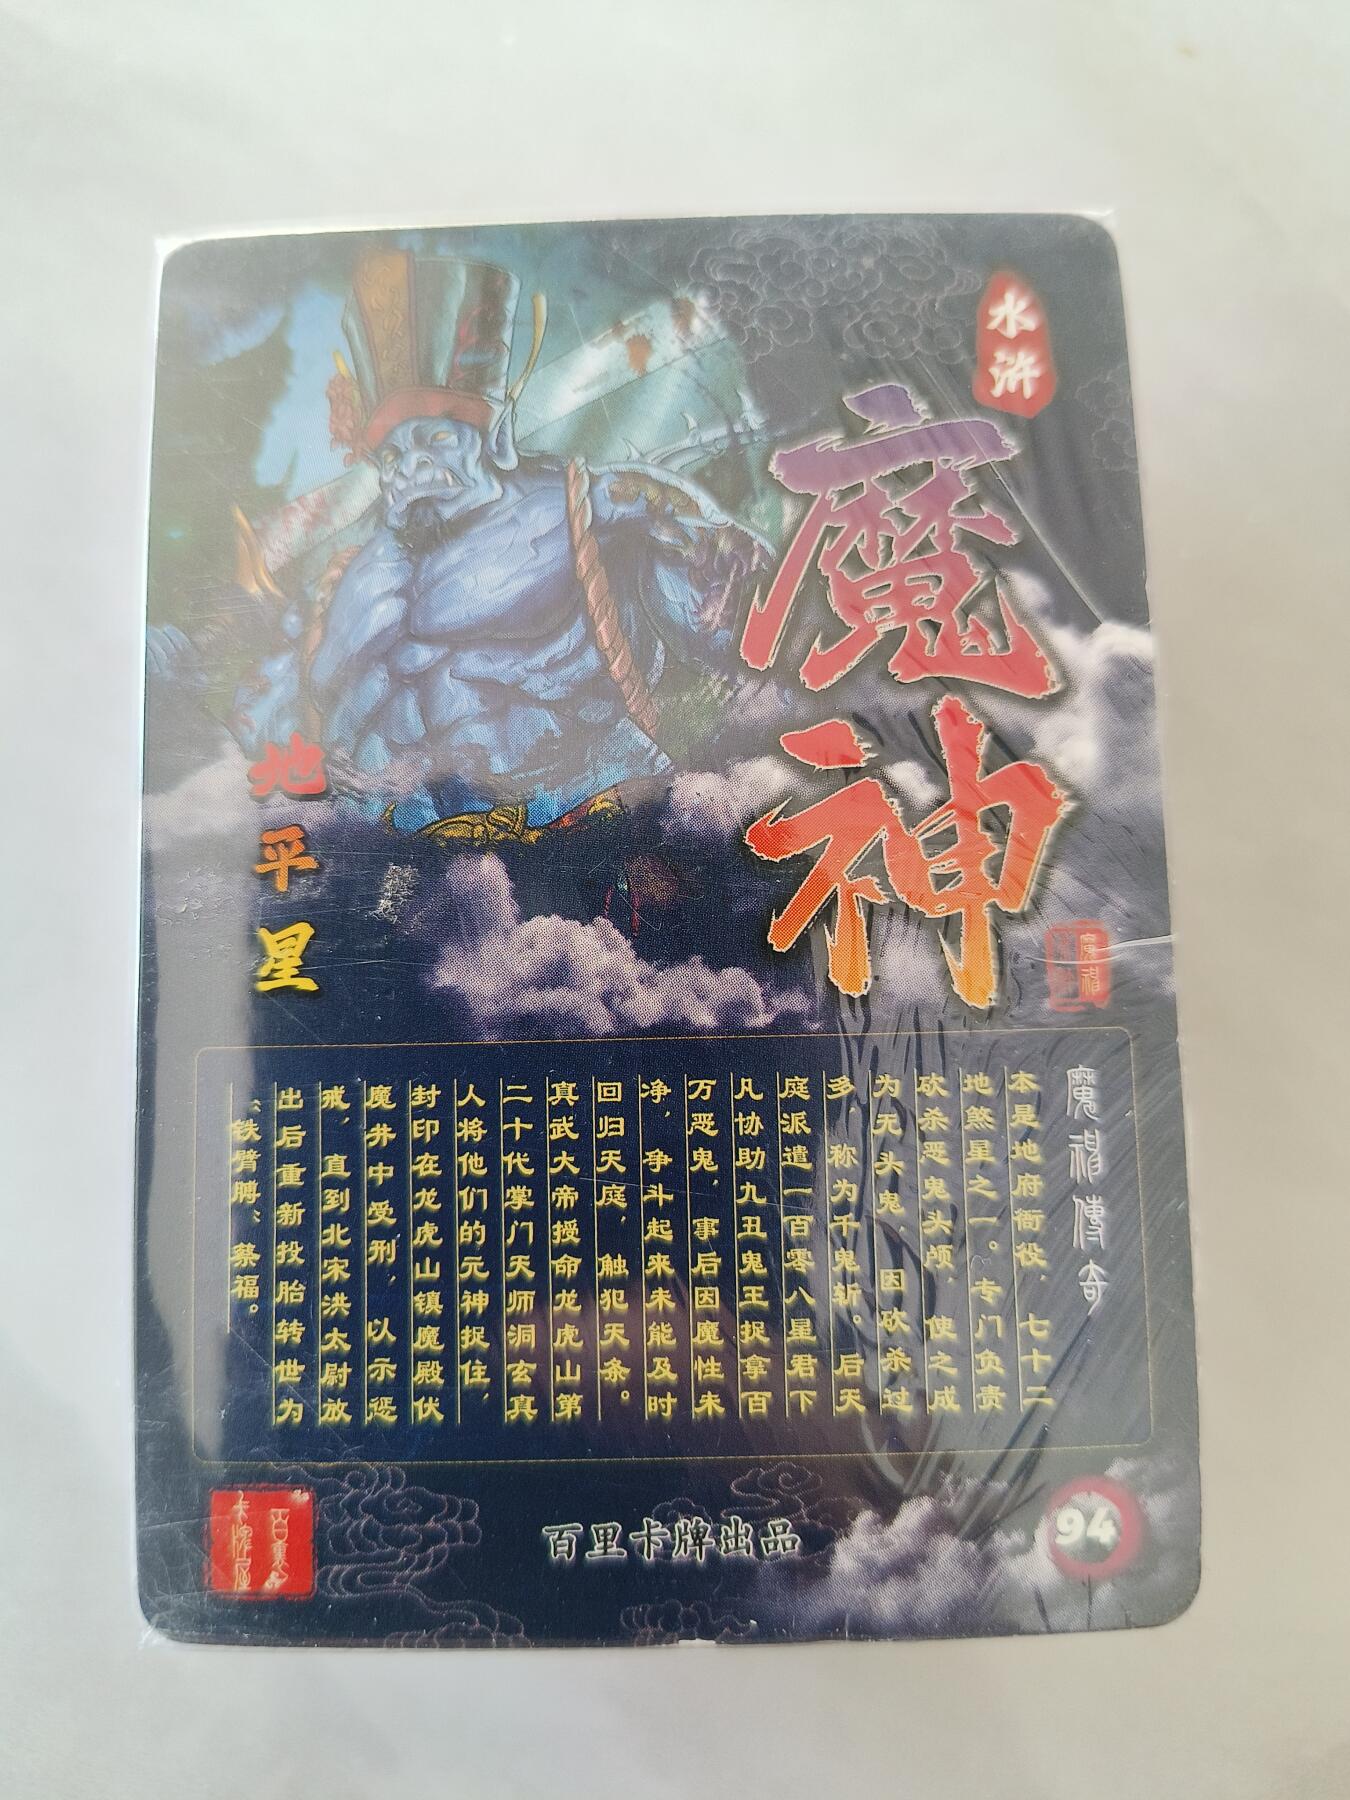 水浒
魔神
魔神
地平星
魔神傳奇
本是地府衙役，七十二
地煞星之一。专门负责
砍杀恶鬼头颅，使之成
为无头鬼，因砍杀过
多，称为千鬼斩。后天
庭派遣一百零八星君下
凡协助九丑鬼王捉拿百
万恶鬼，事后因魔性未
净，争斗起来未能及时
回归天庭，触犯天条。
真武大帝授命龙虎山第
二十代掌门天师洞玄真
人将他们的元神捉住，
封印在龙虎山镇魔殿伏
魔井中受刑，以示惩
戒，直到北宋洪太尉放
出后重新投胎转世为
“铁臂膊”蔡福。
百里
卡牌屋
百里卡牌出品
94